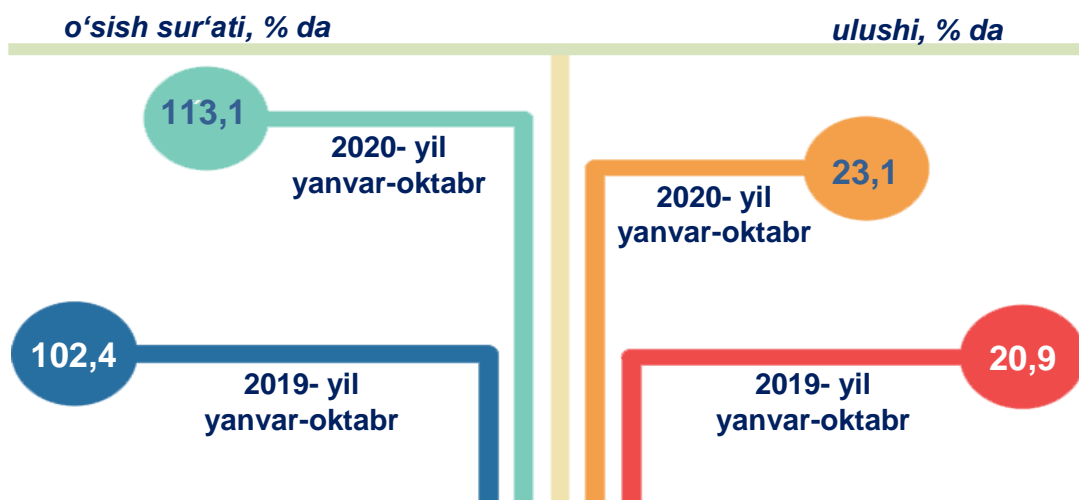 o‘sish sur‘ati, % da
ulushi, % da
113,1
2020- yil
yanvar-oktabr
23,1
2020- yil
yanvar-oktabr
102,4
2019- yil
yanvar-oktabr
20,9
2019- yil
yanvar-oktabr